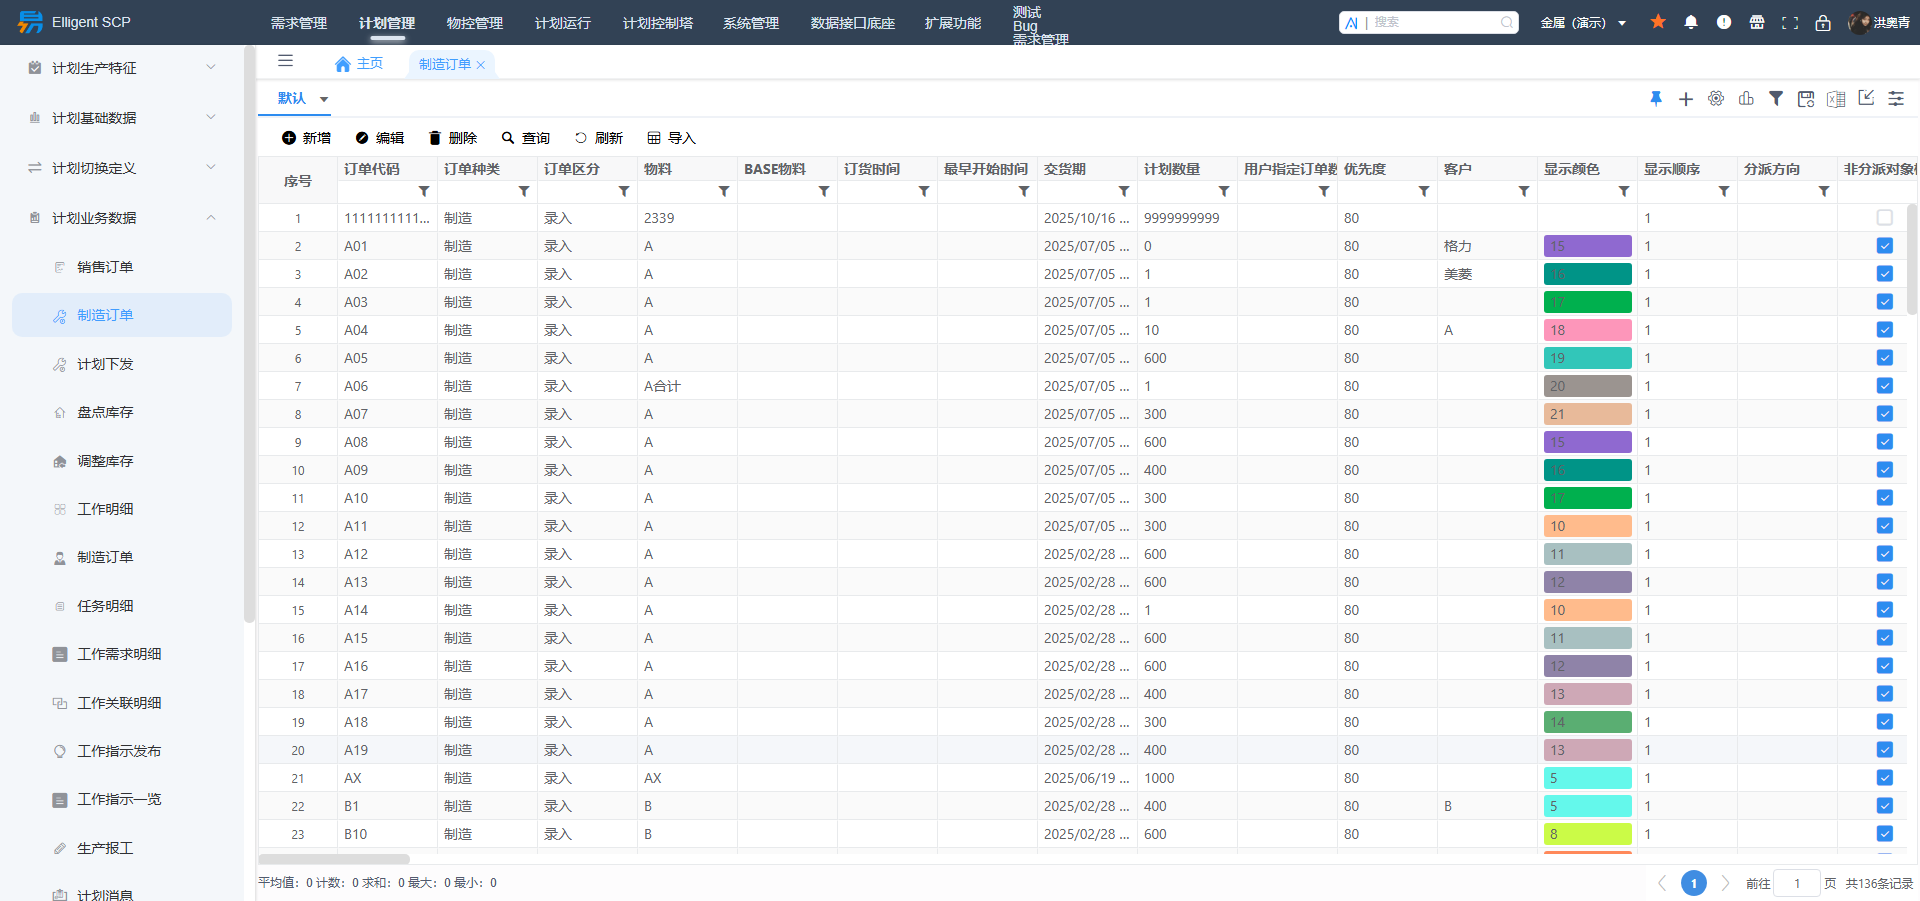 Elligent SCP
需求管理 计划管理 物控管理 计划运行 计划控制塔 系统管理 数据接口底座 扩展功能 测试
Bug
需求管理
AI | 搜索
金属（演示）
洪奥青
计划生产特征
计划基础数据
计划切换定义
计划业务数据
销售订单
制造订单
计划下发
盘点库存
调整库存
工作明细
制造订单
任务明细
工作需求明细
工作关联明细
工作指示发布
工作指示一览
生产报工
计划消息
主页 制造订单
默认
新增 编辑 删除 查询 刷新 导入
序号 订单代码 订单种类 订单区分 物料 BASE物料 订货时间 最早开始时间 交货期 计划数量 用户指定订单数 优先度 客户 显示颜色 显示顺序 分派方向 非分派对象
1 1111111111... 制造 录入 2339 2025/10/16 ... 9999999999 80 1
2 A01 制造 录入 A 2025/07/05 ... 0 80 格力 15 1
3 A02 制造 录入 A 2025/07/05 ... 1 80 美菱 16 1
4 A03 制造 录入 A 2025/07/05 ... 1 80 17 1
5 A04 制造 录入 A 2025/07/05 ... 10 80 A 18 1
6 A05 制造 录入 A 2025/07/05 ... 600 80 19 1
7 A06 制造 录入 A合计 2025/07/05 ... 1 80 20 1
8 A07 制造 录入 A 2025/07/05 ... 300 80 21 1
9 A08 制造 录入 A 2025/07/05 ... 600 80 15 1
10 A09 制造 录入 A 2025/07/05 ... 400 80 16 1
11 A10 制造 录入 A 2025/07/05 ... 300 80 17 1
12 A11 制造 录入 A 2025/07/05 ... 300 80 10 1
13 A12 制造 录入 A 2025/02/28 ... 600 80 11 1
14 A13 制造 录入 A 2025/02/28 ... 600 80 12 1
15 A14 制造 录入 A 2025/02/28 ... 1 80 10 1
16 A15 制造 录入 A 2025/02/28 ... 600 80 11 1
17 A16 制造 录入 A 2025/02/28 ... 600 80 12 1
18 A17 制造 录入 A 2025/02/28 ... 400 80 13 1
19 A18 制造 录入 A 2025/02/28 ... 300 80 14 1
20 A19 制造 录入 A 2025/02/28 ... 400 80 13 1
21 AX 制造 录入 AX 2025/06/19 ... 1000 80 5 1
22 B1 制造 录入 B 2025/02/28 ... 400 80 B 5 1
23 B10 制造 录入 B 2025/02/28 ... 600 80 8 1
平均值：0 计数：0 求和：0 最大：0 最小：0
1 前往 1 页 共136条记录